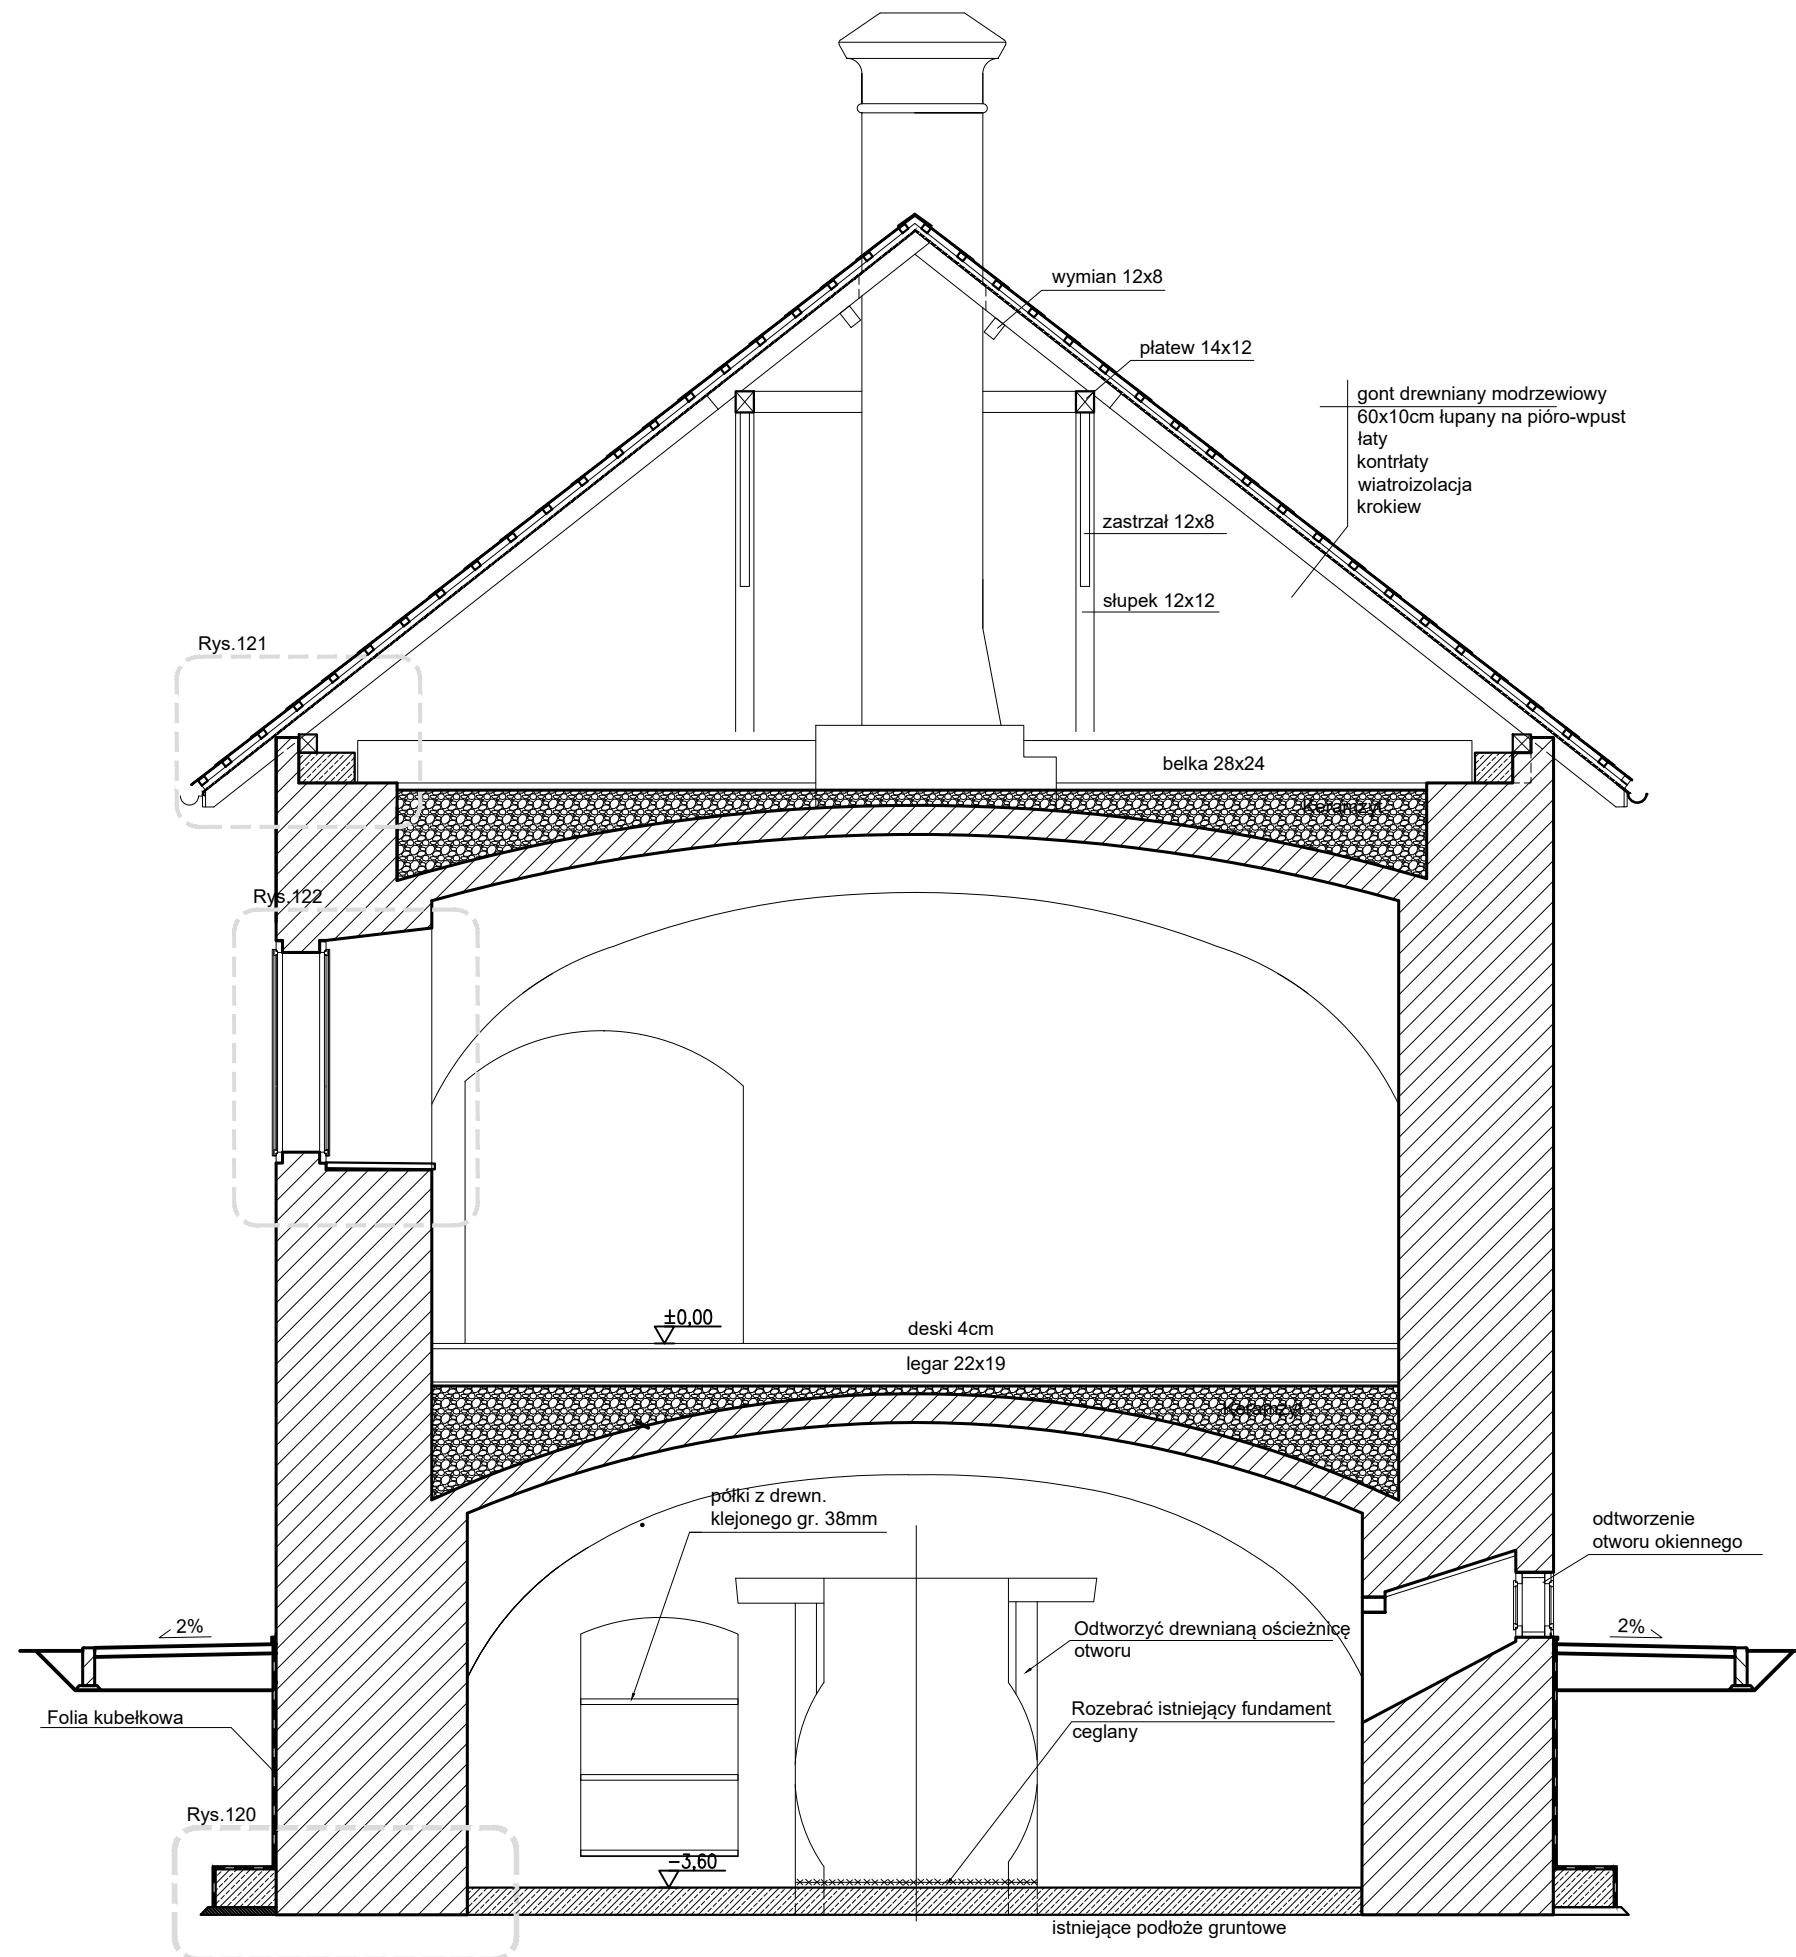 wymian 12x8
płatew 14x12
gont drewniany modrzewiowy
60x10cm łupany na pióro-wpust
łaty
kontrłaty
wiatroizolacja
krokiew
zastrzał 12x8
słupek 12x12
Rys.121
belka 28x24
Keramzyt
Rys.122
±0,00
deski 4cm
legar 22x19
Keramzyt
półki z drewn.
klejonego gr. 38mm
odtworzenie
otworu okiennego
2%
Odtworzyć drewnianą ościeżnicę
otworu
2%
Folia kubełkowa
Rozebrać istniejący fundament
ceglany
Rys.120
-3,60
istniejące podłoże gruntowe